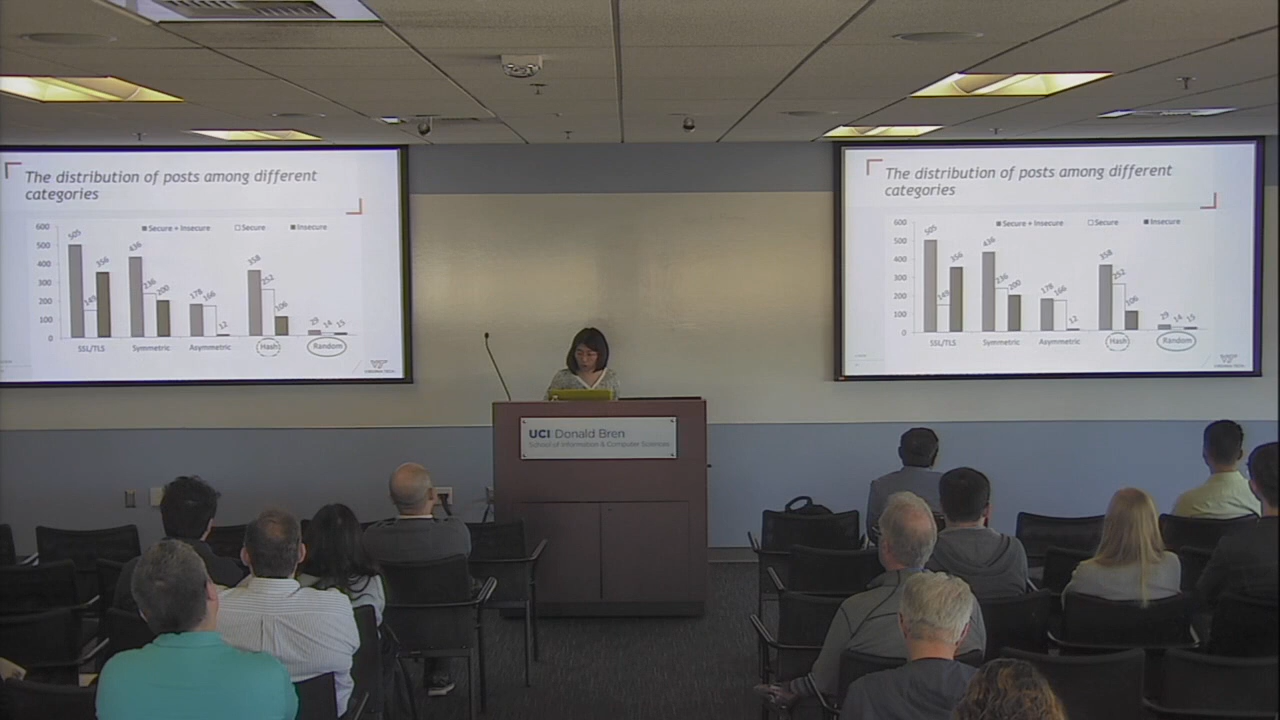 The distribution of posts among different
categories
Secure + Insecure Secure Insecure
600
500
400
300
200
100
0
505 149 356
436 236 200
178 166 12
358 252 106
29 14 15
SSL/TLS Symmetric Asymmetric Hash Random
The distribution of posts among different
categories
Secure + Insecure Secure Insecure
600
500
400
300
200
100
0
505 149 356
436 236 200
178 166 12
358 252 106
29 14 15
SSL/TLS Symmetric Asymmetric Hash Random
UCI Donald Bren
School of Information & Computer Sciences